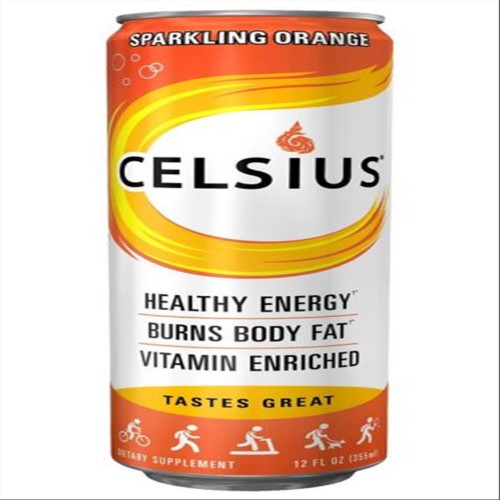 SPARKLING ORANGE
CELSIUS®
HEALTHY ENERGY
BURNS BODY FAT
VITAMIN ENRICHED
TASTES GREAT
DIETARY SUPPLEMENT 12 FL OZ (355ml)